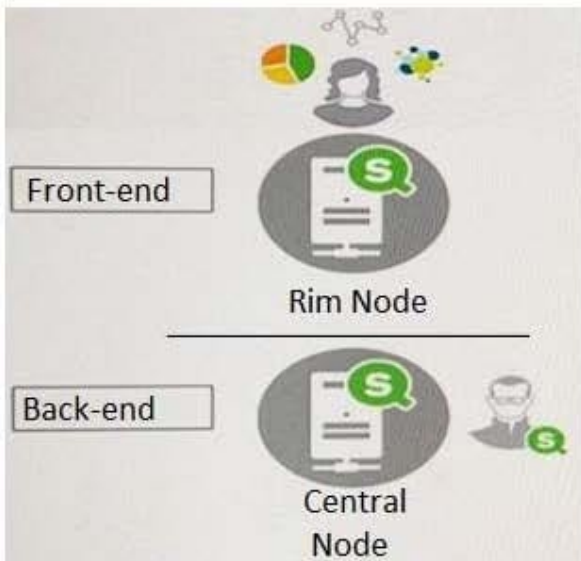 Front-end
S
Rim Node
Back-end
S
S
Central
Node